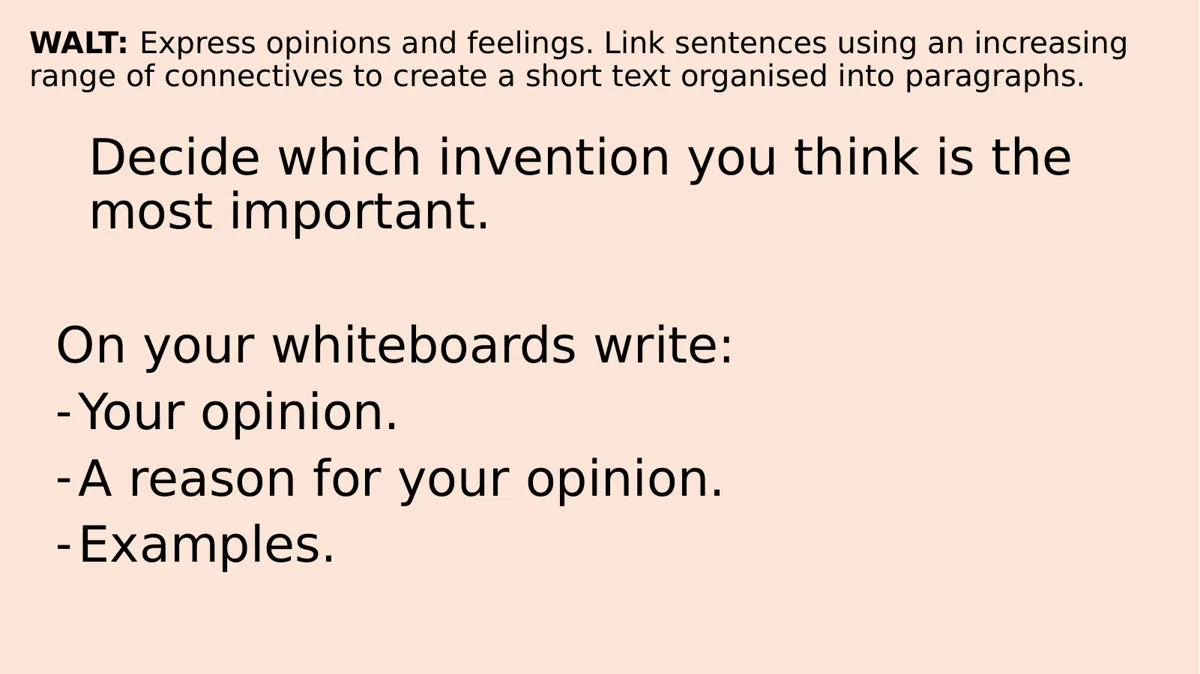 WALT: Express opinions and feelings. Link sentences using an increasing
range of connectives to create a short text organised into paragraphs.
Decide which invention you think is the
most important.
On your whiteboards write:
-Your opinion.
-A reason for your opinion.
-Examples.